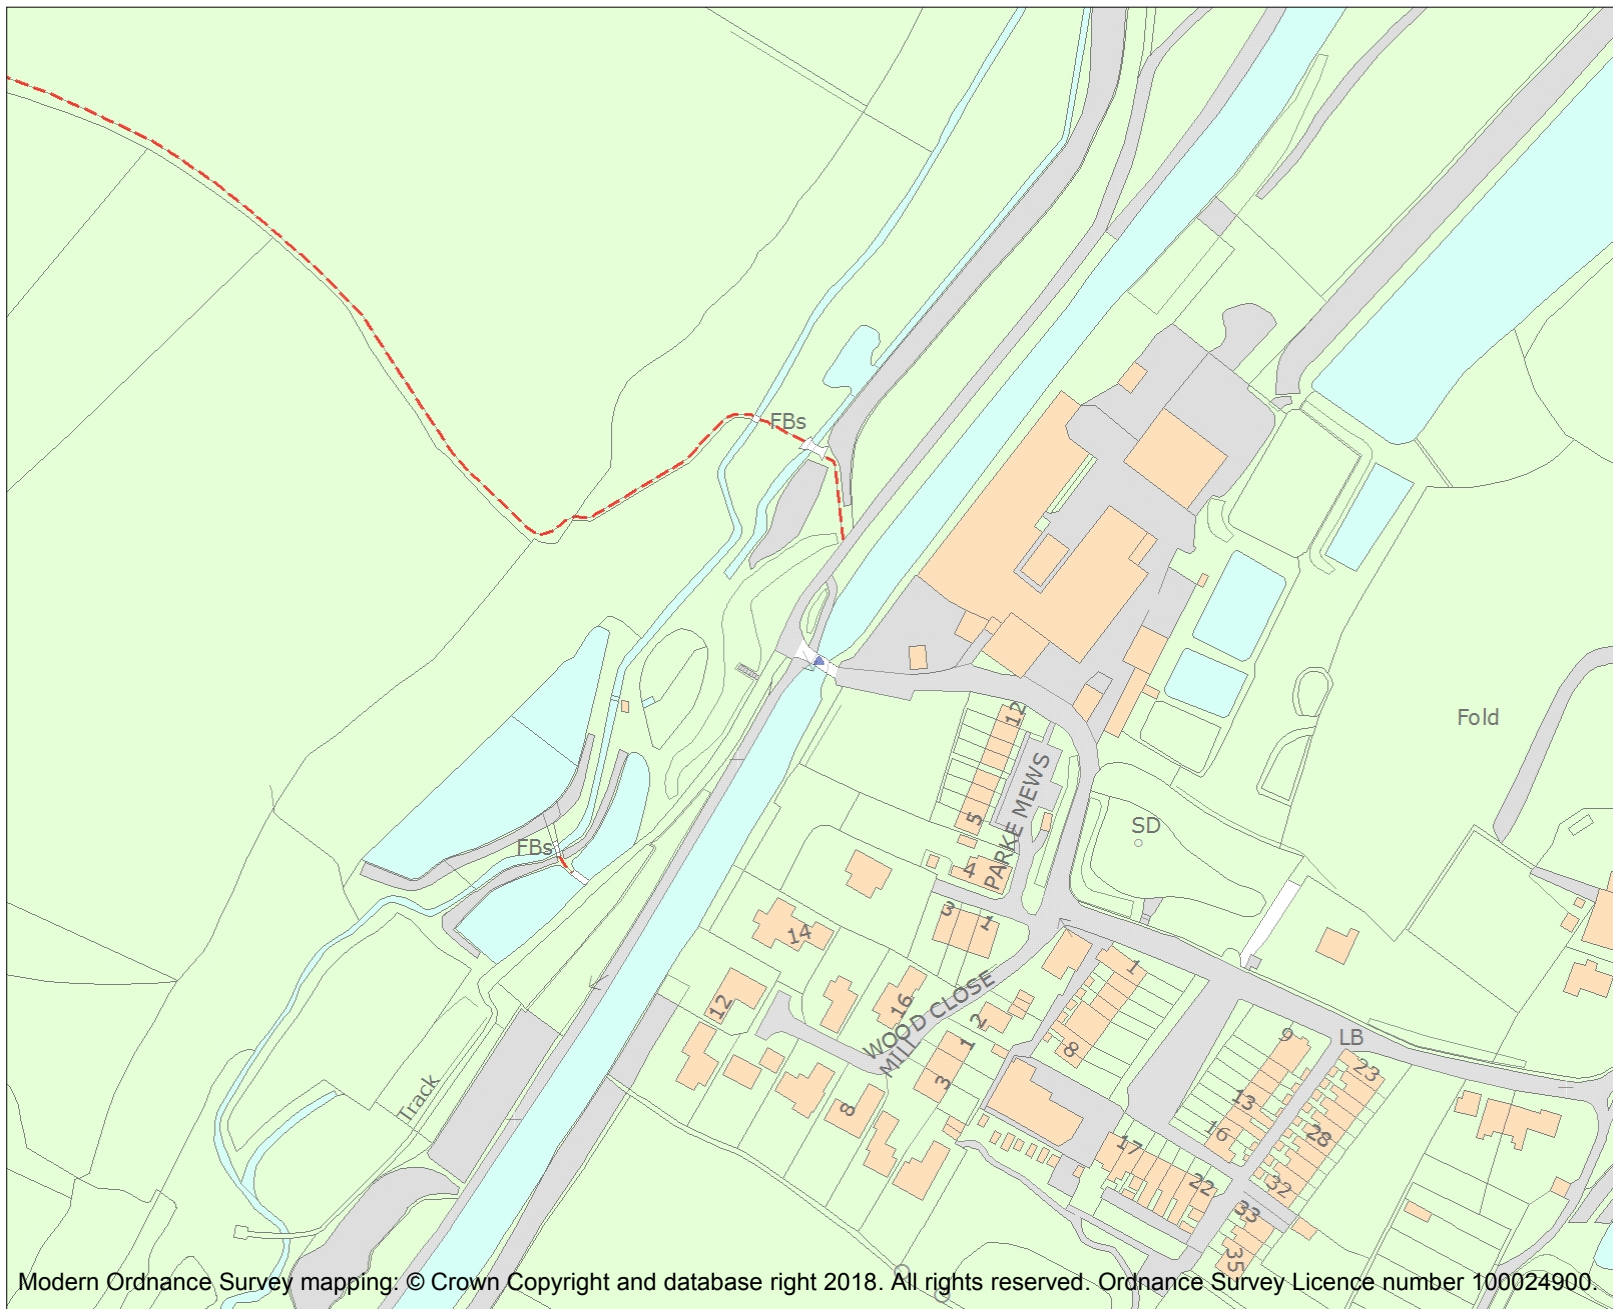 FBs
Fold
12
PARKE MEWS
5
SD
FBs
4
3
1
14
1
16
12
WOOD CLOSE
MILL
2
1
8
3
9
LB
23
Track
8
13
16
28
17
22
32
33
35
Modern Ordnance Survey mapping: © Crown Copyright and database right 2018. All rights reserved. Ordnance Survey Licence number 100024900.